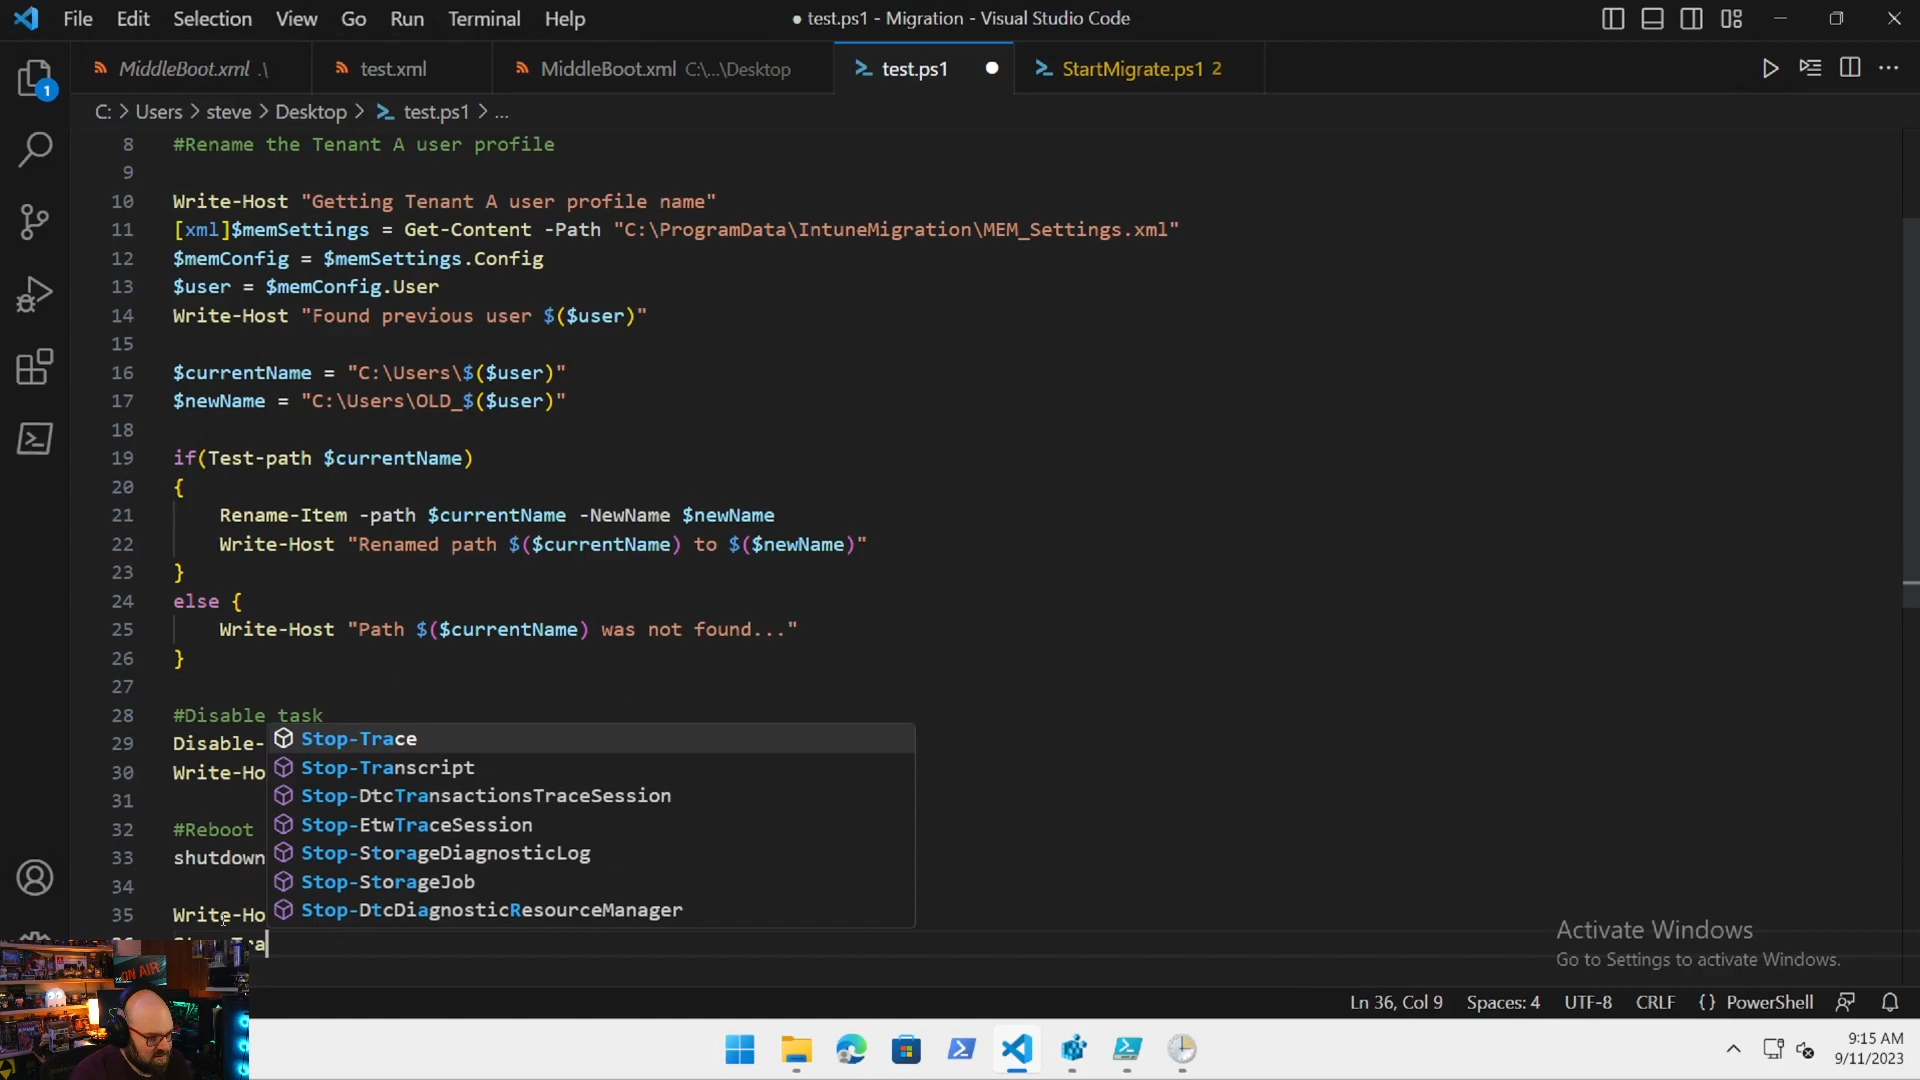 File Edit Selection View Go Run Terminal Help
● test.ps1 - Migration - Visual Studio Code
MiddleBoot.xml .\
test.xml
MiddleBoot.xml C:\...\Desktop
test.ps1
StartMigrate.ps1 2
1
C: > Users > steve > Desktop > test.ps1 > ...
8 #Rename the Tenant A user profile
9
10 Write-Host "Getting Tenant A user profile name"
11 [xml]$memSettings = Get-Content -Path "C:\ProgramData\IntuneMigration\MEM_Settings.xml"
12 $memConfig = $memSettings.Config
13 $user = $memConfig.User
14 Write-Host "Found previous user $($user)"
15
16 $currentName = "C:\Users\$($user)"
17 $newName = "C:\Users\OLD_$($user)"
18
19 if(Test-path $currentName)
20 {
21 Rename-Item -path $currentName -NewName $newName
22 Write-Host "Renamed path $($currentName) to $($newName)"
23 }
24 else {
25 Write-Host "Path $($currentName) was not found..."
26 }
27
28 #Disable task
29 Disable-
30 Write-Ho
31
32 #Reboot
33 shutdown
34
35 Write-Ho
Stop-Trace
Stop-Transcript
Stop-DtcTransactionsTraceSession
Stop-EtwTraceSession
Stop-StorageDiagnosticLog
Stop-StorageJob
Stop-DtcDiagnosticResourceManager
ON AIR
Activate Windows
Go to Settings to activate Windows.
Ln 36, Col 9 Spaces: 4 UTF-8 CRLF {} PowerShell
9:15 AM
9/11/2023